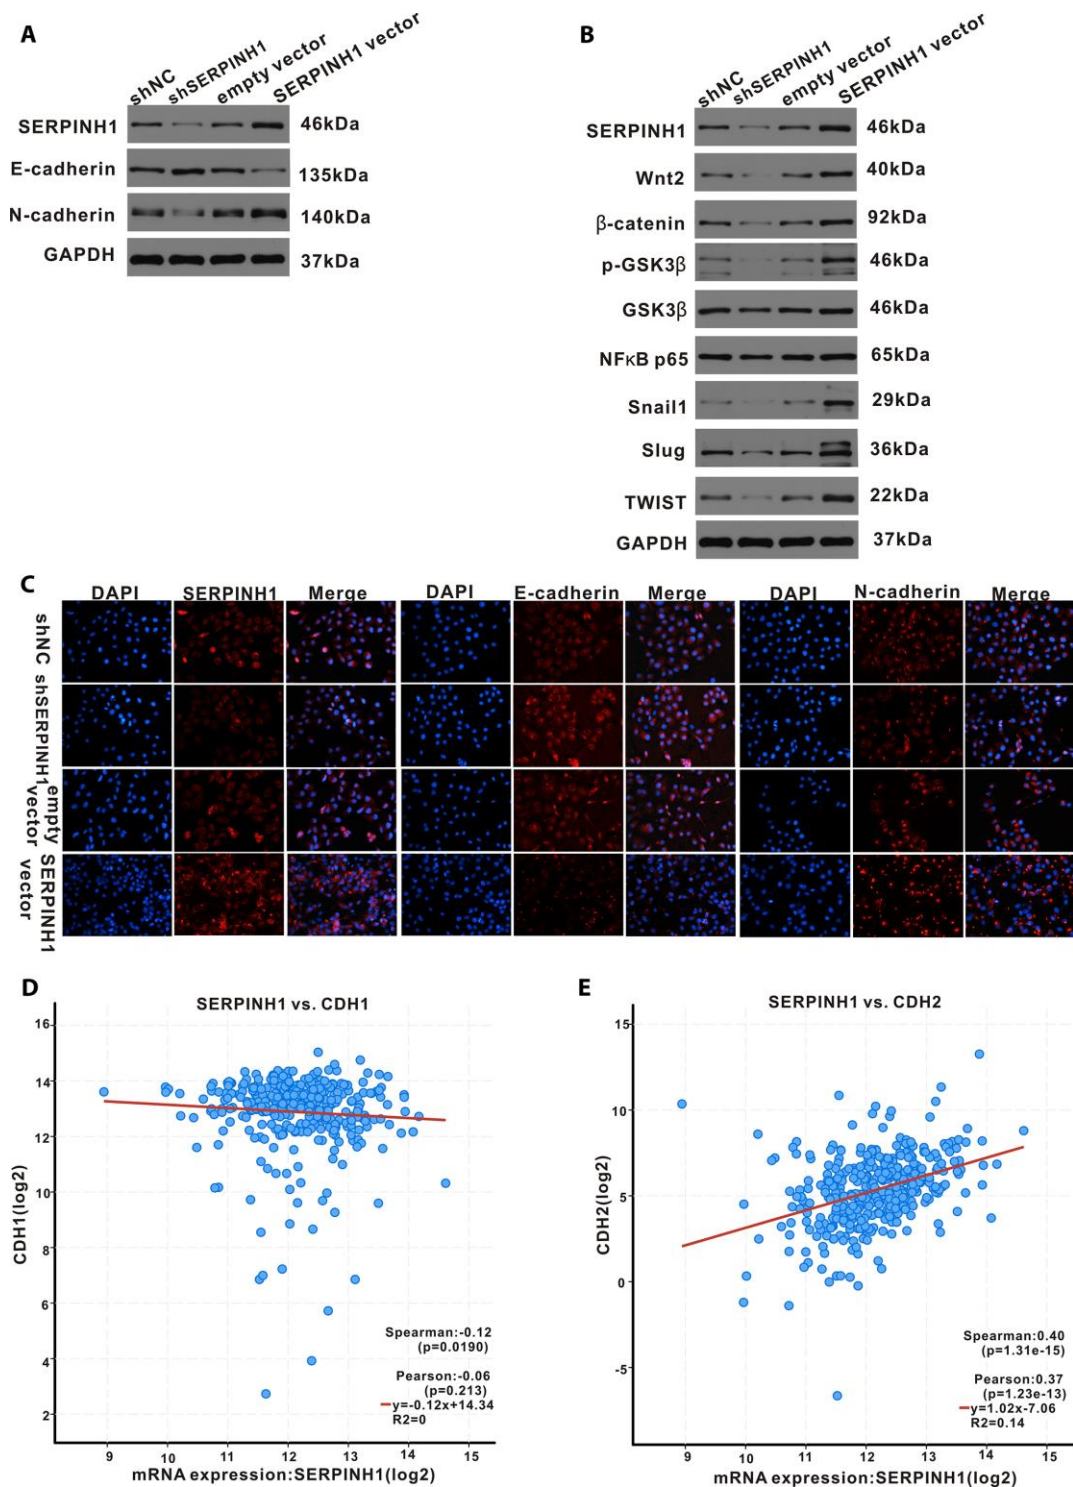 A
shNC
shSERPINH1
empty vector
SERPINH1 vector
SERPINH1
46kDa
E-cadherin
135kDa
N-cadherin
140kDa
GAPDH
37kDa
B
shNC
shSERPINH1
empty vector
SERPINH1 vector
SERPINH1
46kDa
Wnt2
40kDa
β-catenin
92kDa
p-GSK3β
46kDa
GSK3β
46kDa
NFκB p65
65kDa
Snail1
29kDa
Slug
36kDa
TWIST
22kDa
GAPDH
37kDa
C
DAPI SERPINH1 Merge DAPI E-cadherin Merge DAPI N-cadherin Merge
shNC
shSERPINH1
empty
vector
SERPINH1
vector
D
SERPINH1 vs. CDH1
16
14
12
10
8
6
4
2
CDH1(log2)
Spearman:-0.12
(p=0.0190)
Pearson:-0.06
(p=0.213)
y=-0.12x+14.34
R2=0
9 10 11 12 13 14 15
mRNA expression:SERPINH1(log2)
E
SERPINH1 vs. CDH2
15
10
5
0
-5
CDH2(log2)
Spearman:0.40
(p=1.31e-15)
Pearson:0.37
(p=1.23e-13)
y=1.02x-7.06
R2=0.14
9 10 11 12 13 14 15
mRNA expression:SERPINH1(log2)